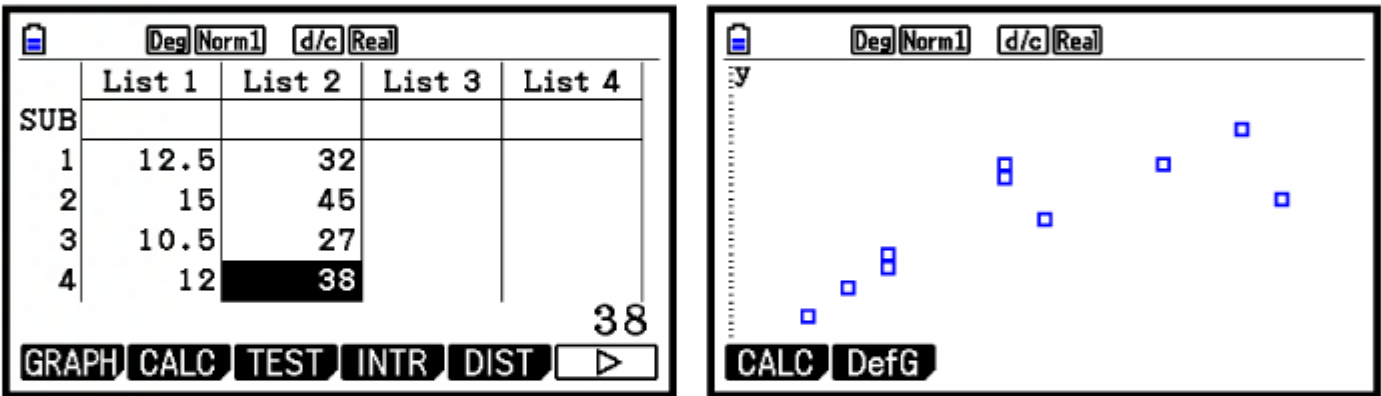 Deg Norm1 d/c Real
List 1 List 2 List 3 List 4
SUB
1 12.5 32
2 15 45
3 10.5 27
4 12 38
38
GRAPH CALC TEST INTR DIST ▷
Deg Norm1 d/c Real
y
CALC DefG